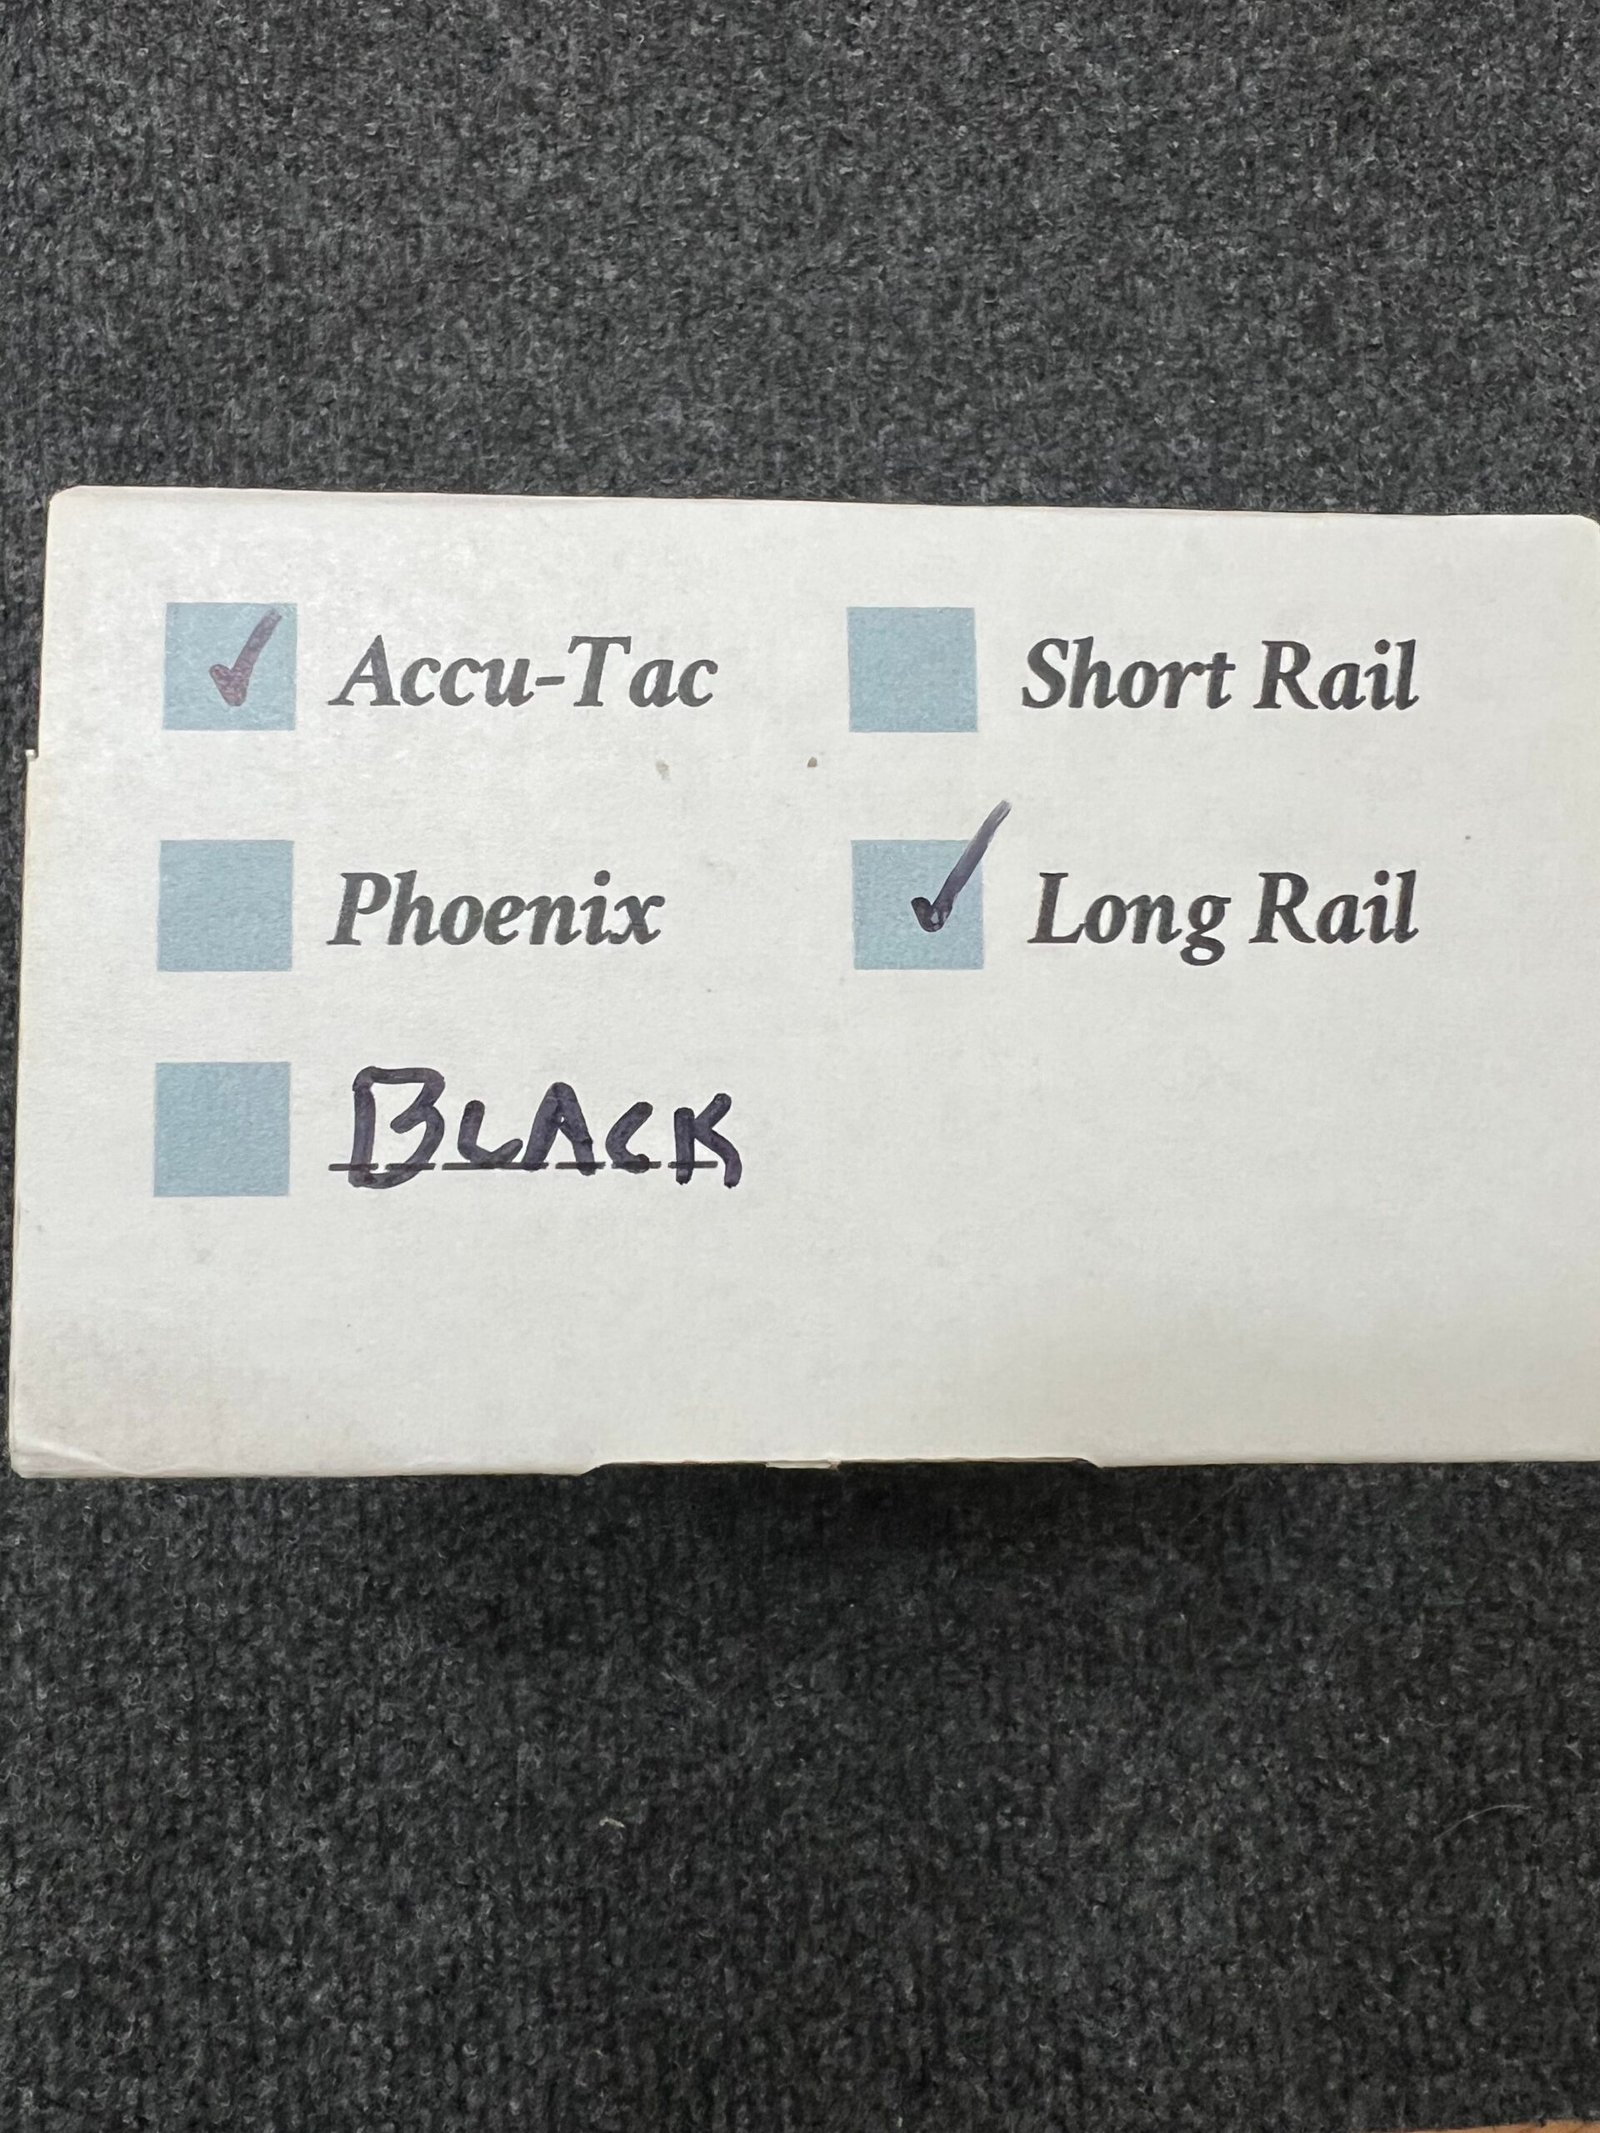 Accu-Tac Short Rail
Phoenix Long Rail
BLACK